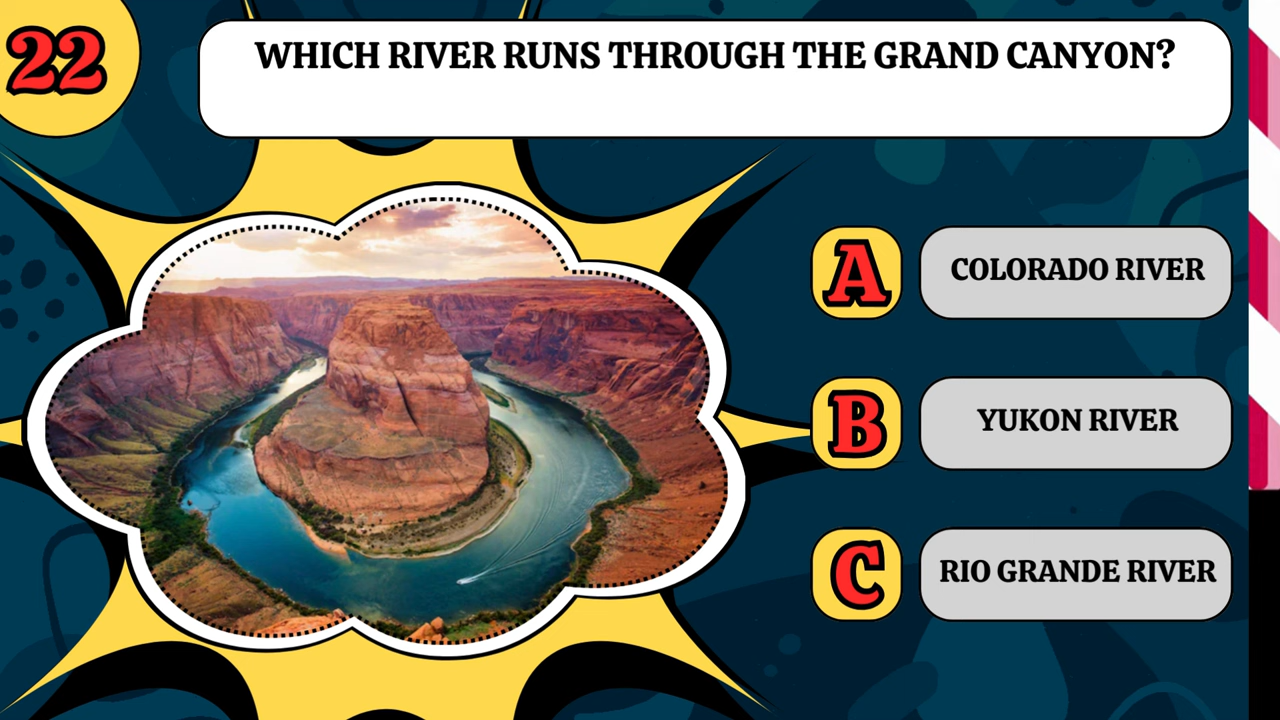 22
WHICH RIVER RUNS THROUGH THE GRAND CANYON?
A
COLORADO RIVER
B
YUKON RIVER
C
RIO GRANDE RIVER